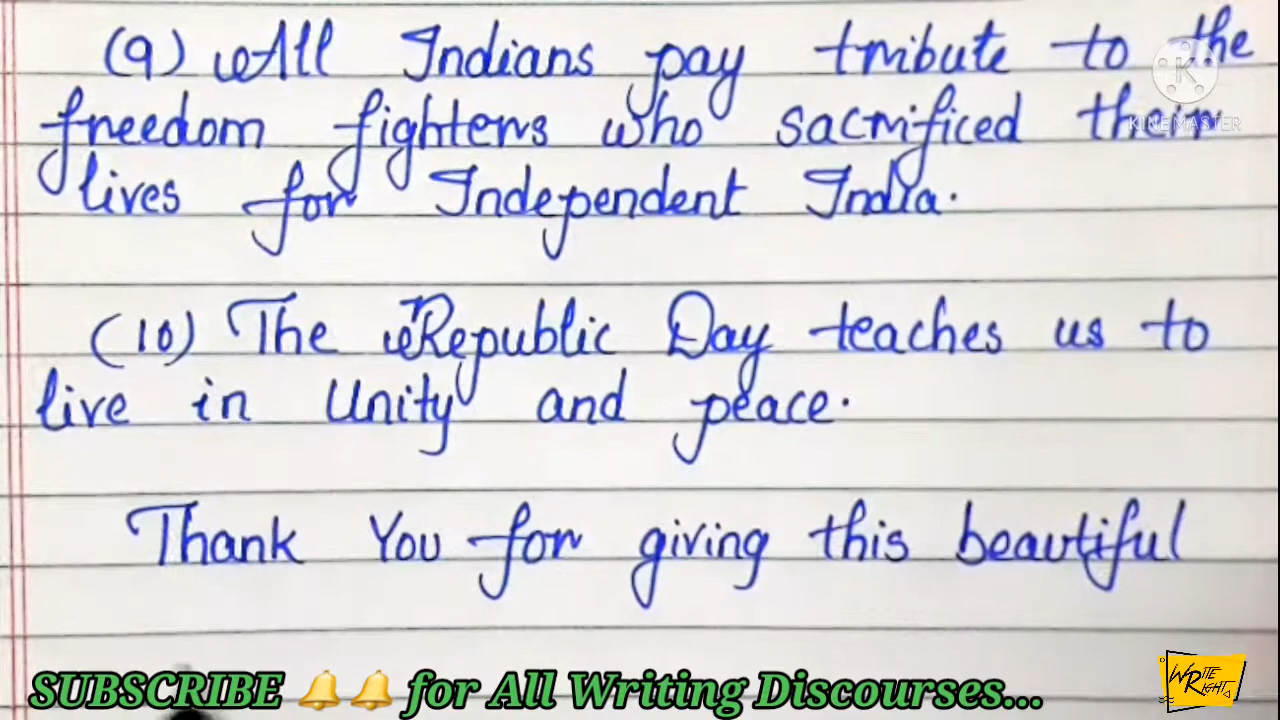 (9) All Indians pay tribute to the
freedom fighters who sacrificed their
lives for Independent India.
(10) The Republic Day teaches us to
live in Unity and peace.
Thank You for giving this beautiful
SUBSCRIBE 🔔🔔 for All Writing Discourses...
K
KINEMASTER
WRITE
RIGHT